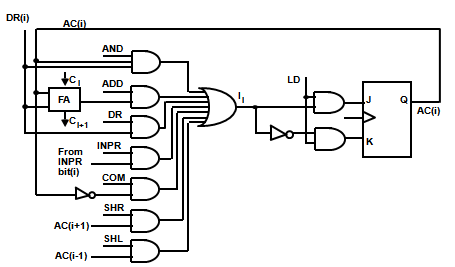 DR(i)
AC(i)
AND
C I
ADD
FA
C I+1
DR
I I
LD
J
Q
AC(i)
K
From
INPR
bit(i)
INPR
COM
SHR
AC(i+1)
SHL
AC(i-1)